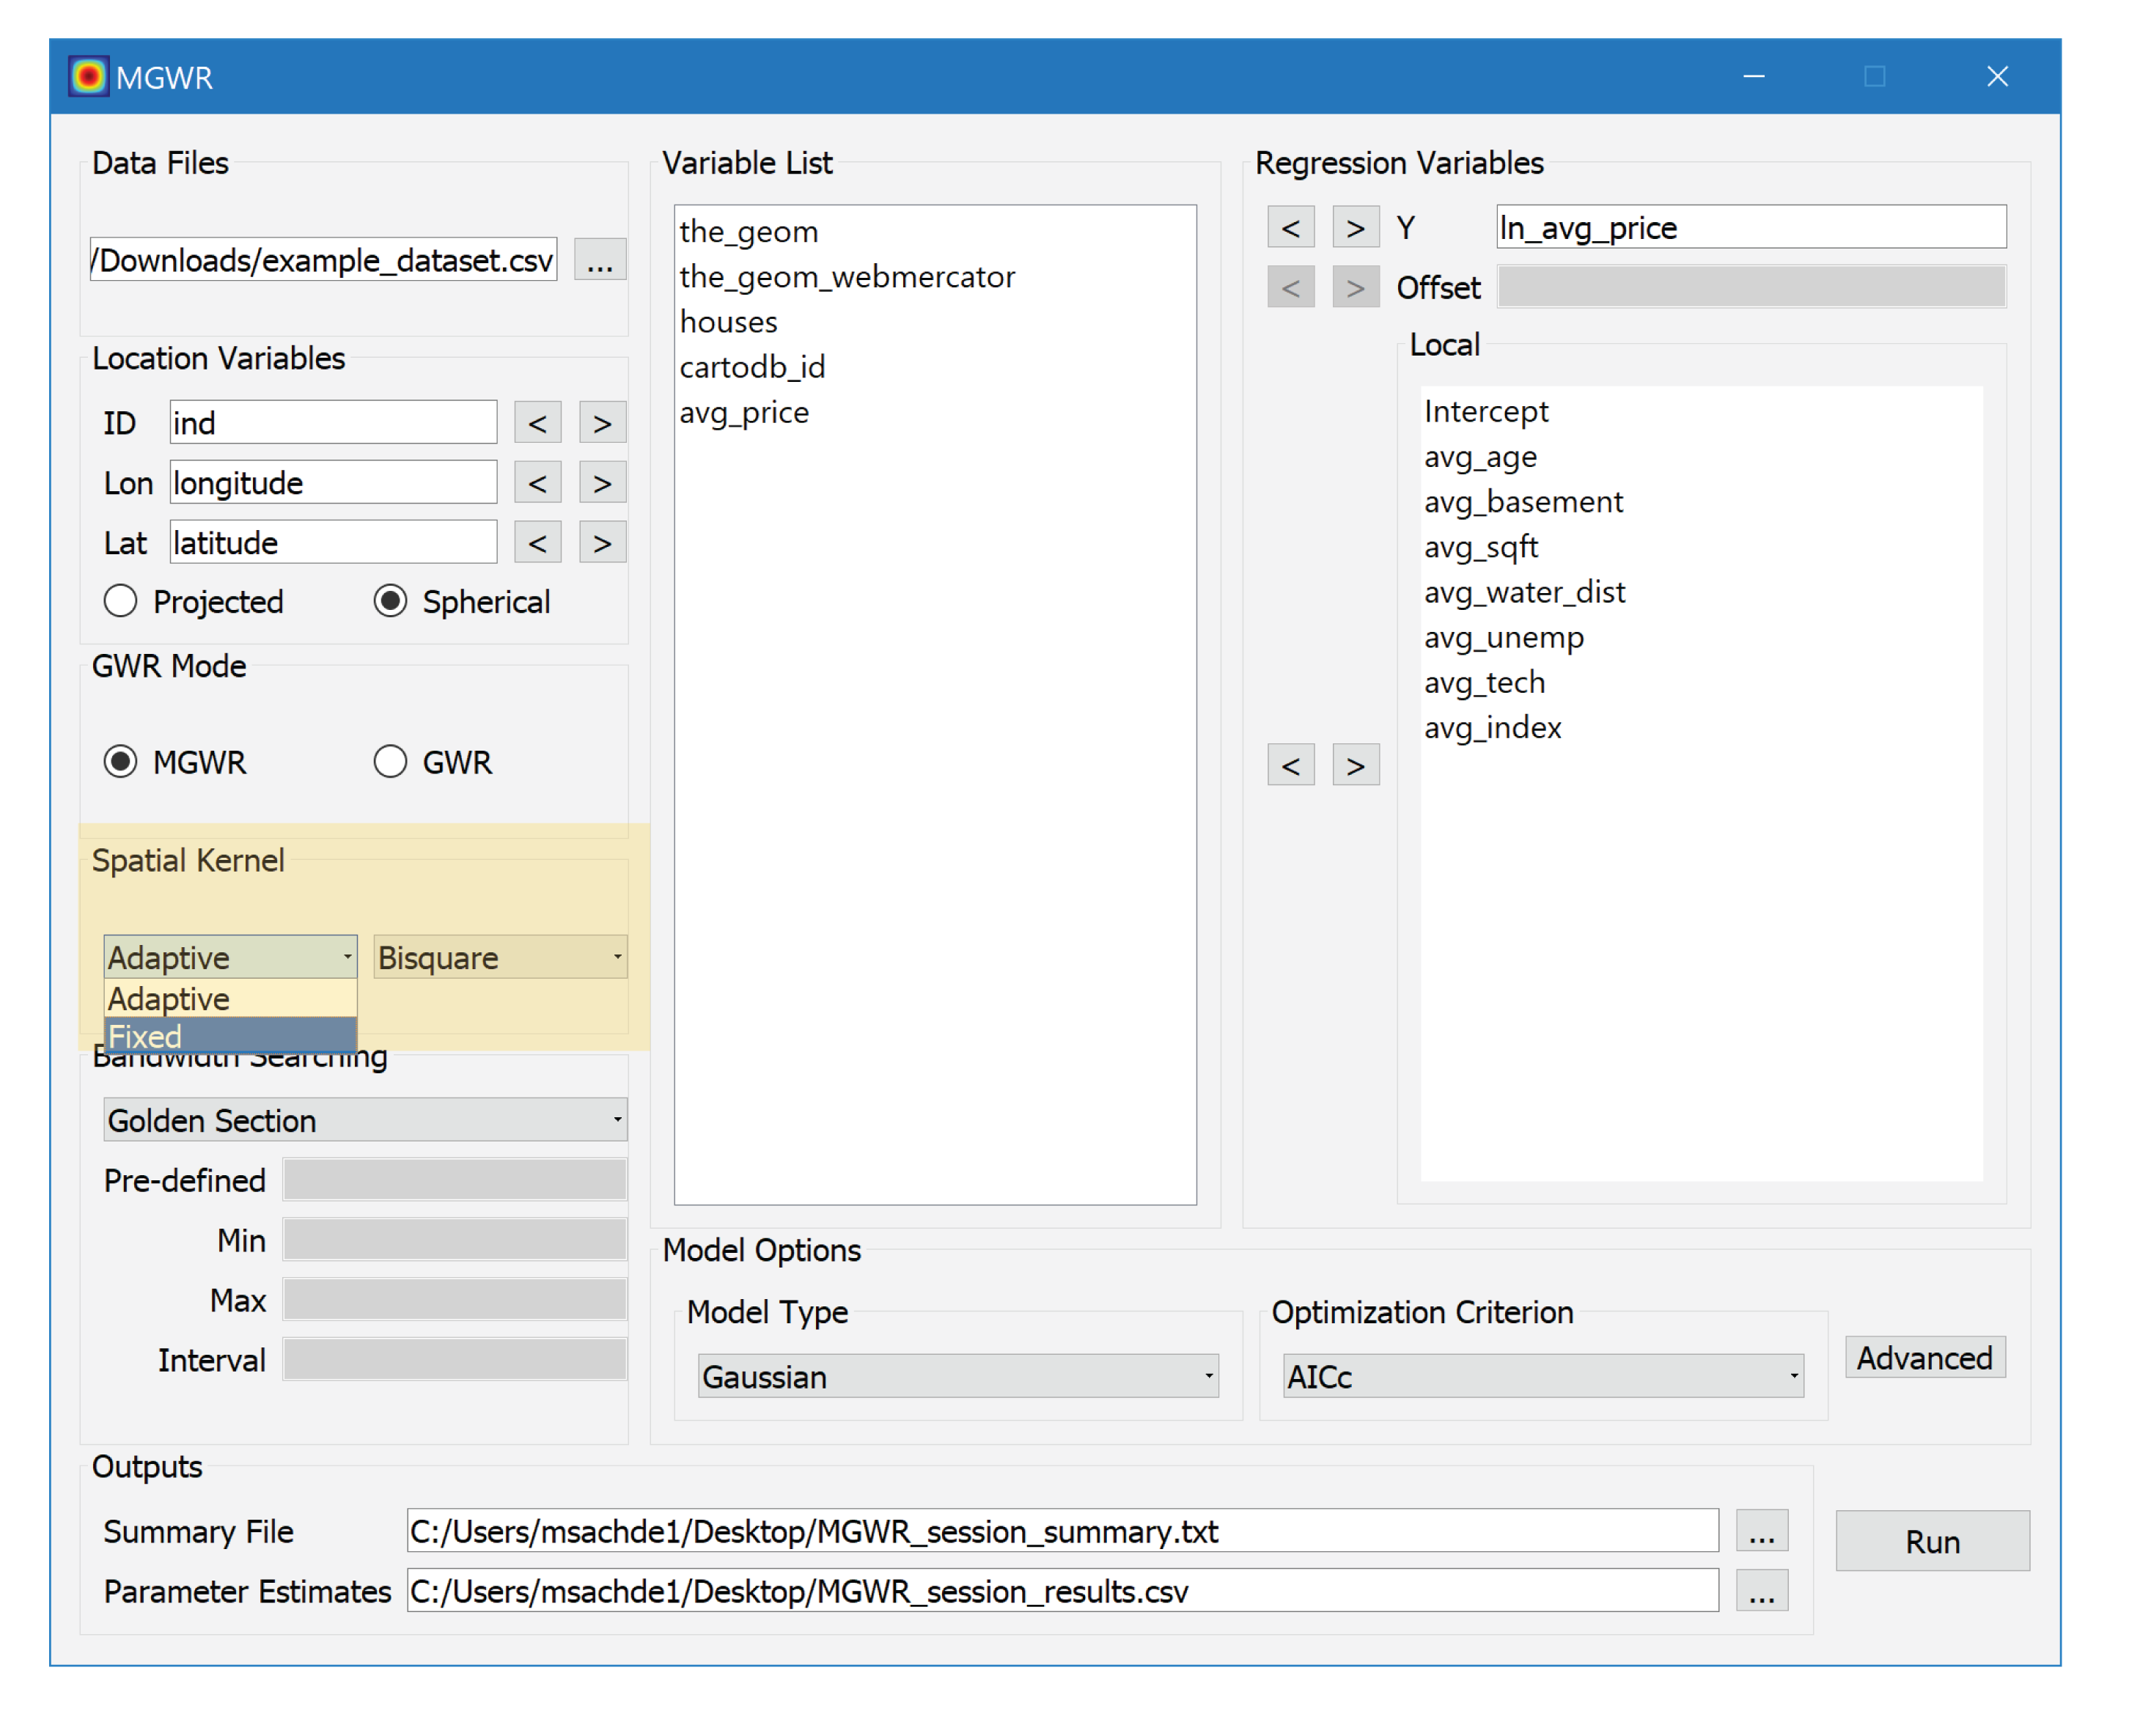 MGWR
Data Files
/Downloads/example_dataset.csv ...
Location Variables
ID ind < >
Lon longitude < >
Lat latitude < >
Projected Spherical
GWR Mode
MGWR GWR
Spatial Kernel
Adaptive Bisquare
Adaptive
Fixed
Bandwidth Searching
Golden Section
Pre-defined
Min
Max
Interval
Variable List
the_geom
the_geom_webmercator
houses
cartodb_id
avg_price
Regression Variables
< > Y ln_avg_price
< > Offset
Local
Intercept
avg_age
avg_basement
avg_sqft
avg_water_dist
avg_unemp
avg_tech
avg_index
< >
Model Options
Model Type
Gaussian
Optimization Criterion
AICc
Advanced
Outputs
Summary File C:/Users/msachde1/Desktop/MGWR_session_summary.txt ...
Parameter Estimates C:/Users/msachde1/Desktop/MGWR_session_results.csv ...
Run